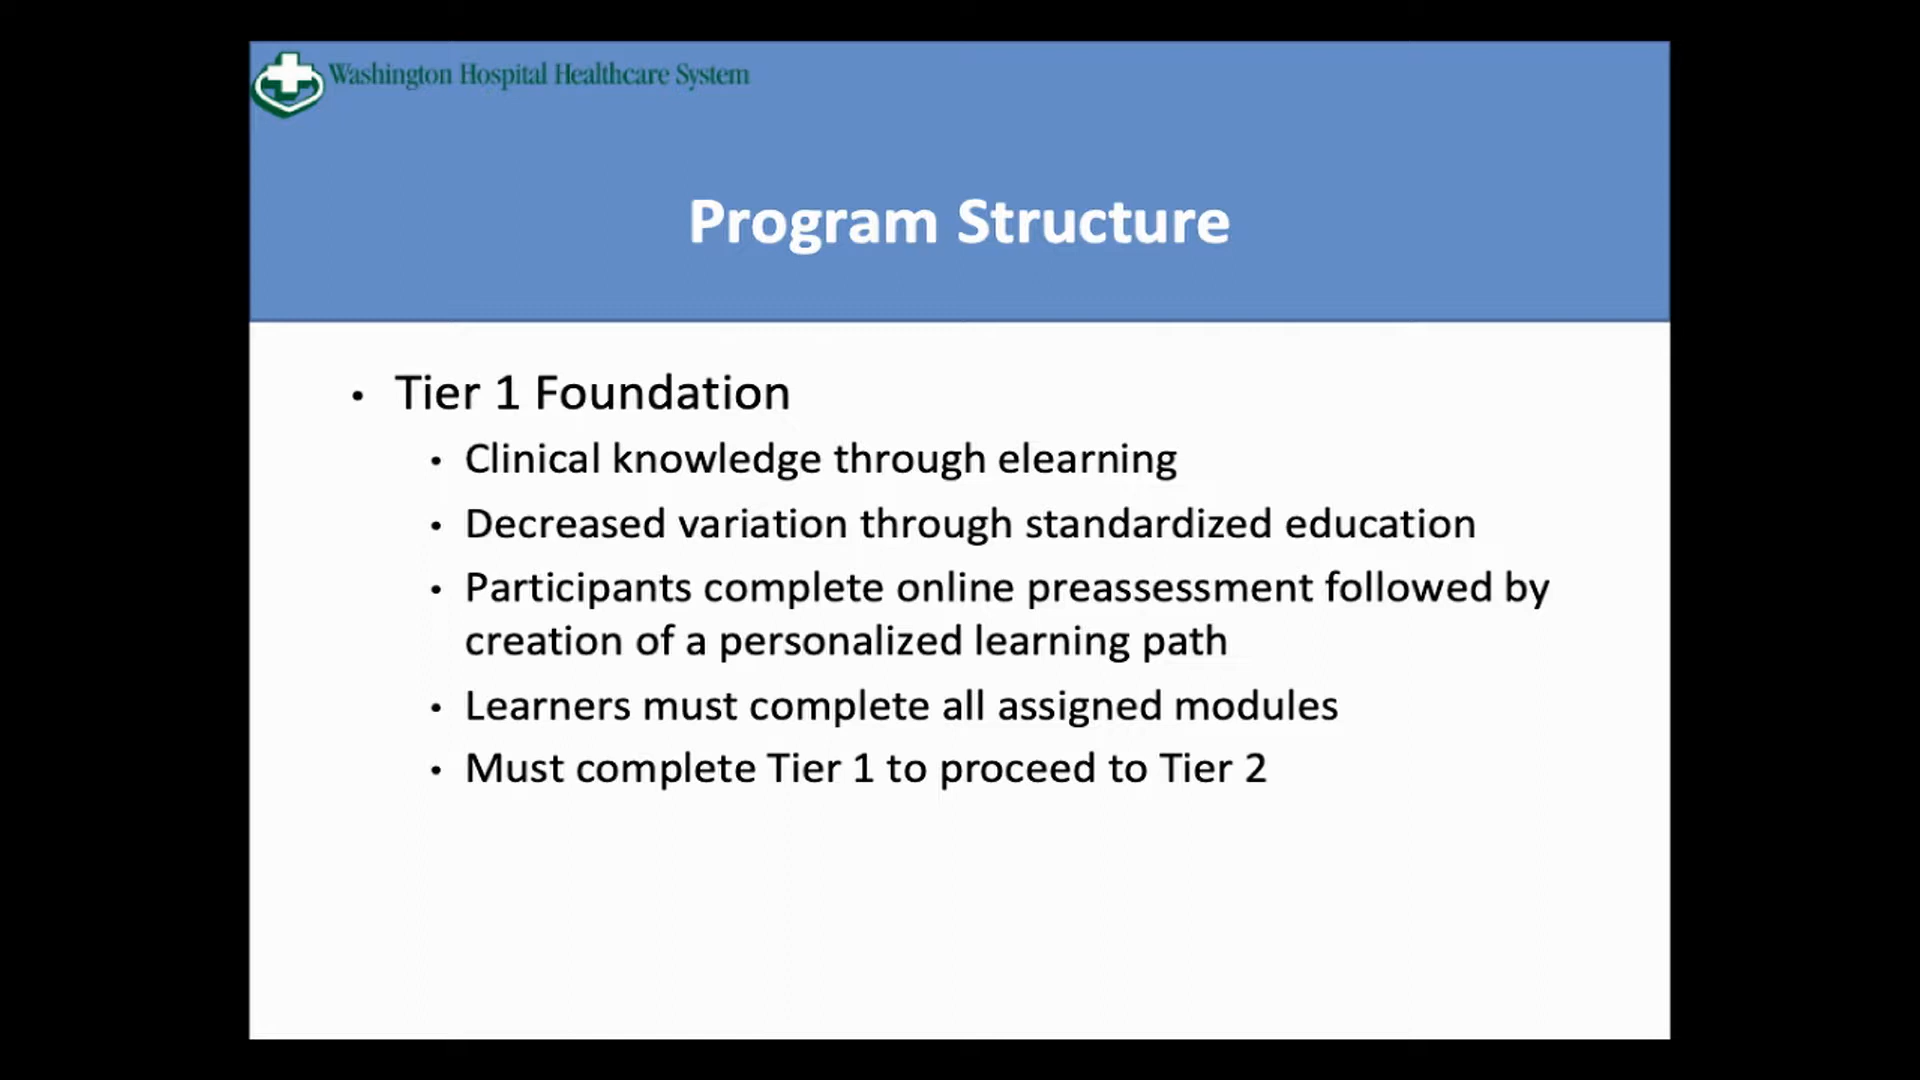 Washington Hospital Healthcare System
Program Structure
• Tier 1 Foundation
• Clinical knowledge through elearning
• Decreased variation through standardized education
• Participants complete online preassessment followed by
creation of a personalized learning path
• Learners must complete all assigned modules
• Must complete Tier 1 to proceed to Tier 2